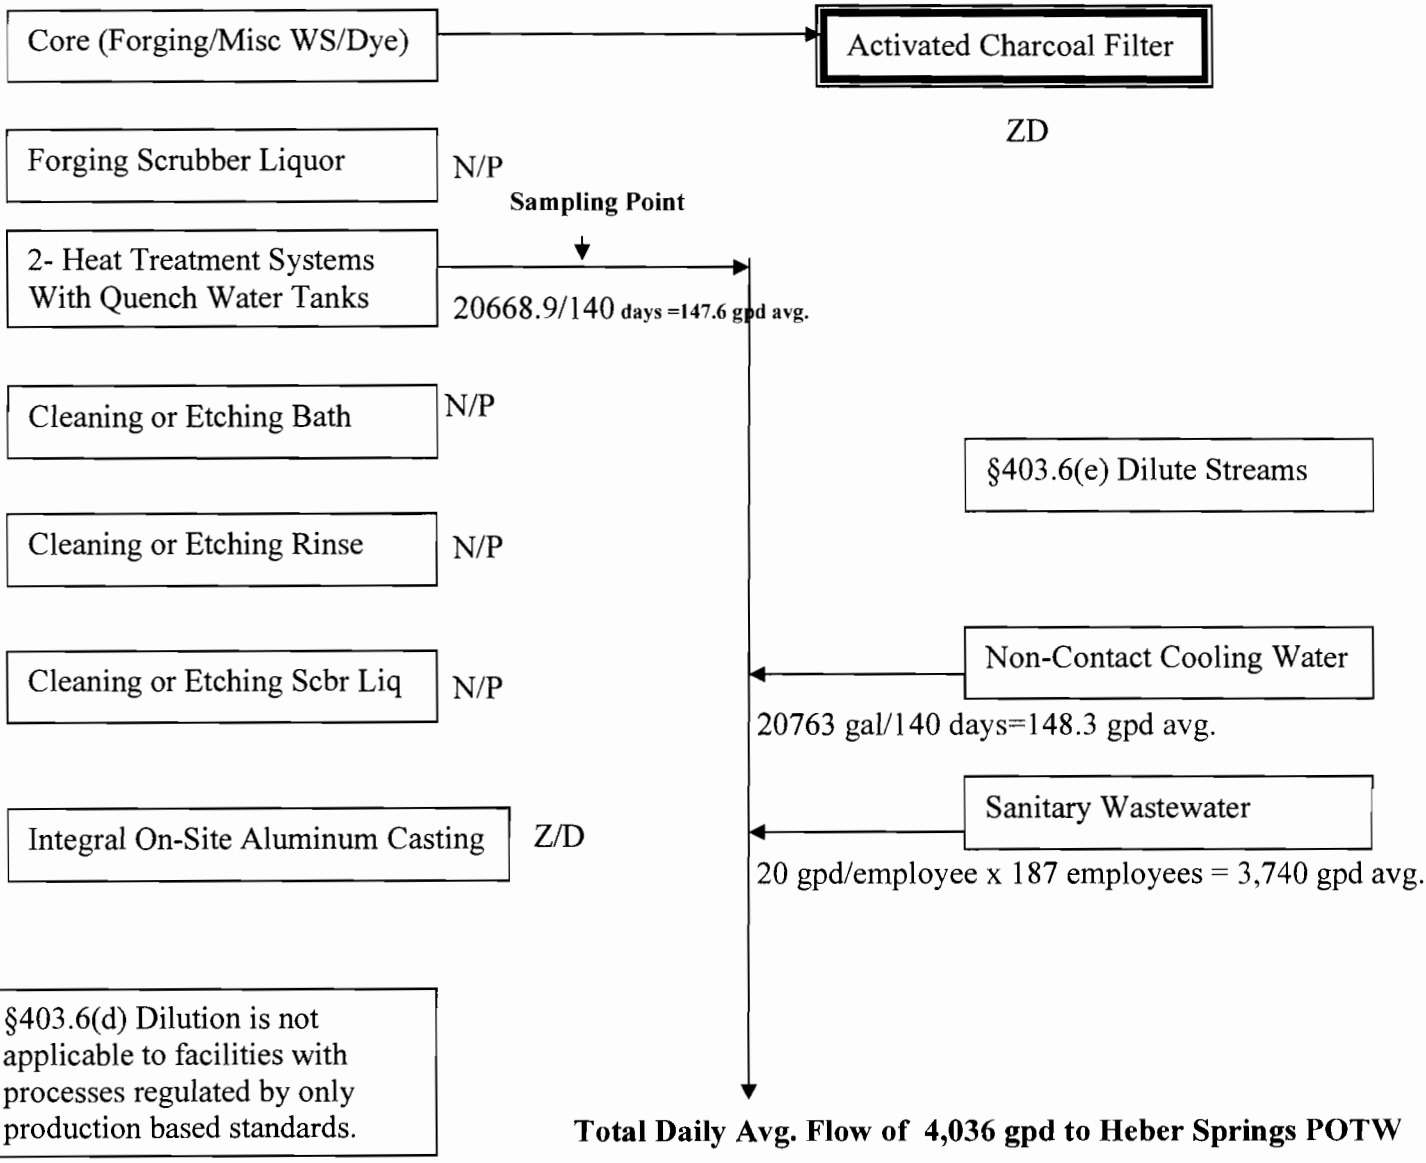 Core (Forging/Misc WS/Dye)
Activated Charcoal Filter
ZD
Forging Scrubber Liquor
N/P
Sampling Point
2- Heat Treatment Systems
With Quench Water Tanks
20668.9/140 days =147.6 gpd avg.
Cleaning or Etching Bath
N/P
§403.6(e) Dilute Streams
Cleaning or Etching Rinse
N/P
Non-Contact Cooling Water
Cleaning or Etching Scbr Liq
N/P
20763 gal/140 days=148.3 gpd avg.
Sanitary Wastewater
Integral On-Site Aluminum Casting
Z/D
20 gpd/employee x 187 employees = 3,740 gpd avg.
§403.6(d) Dilution is not
applicable to facilities with
processes regulated by only
production based standards.
Total Daily Avg. Flow of 4,036 gpd to Heber Springs POTW